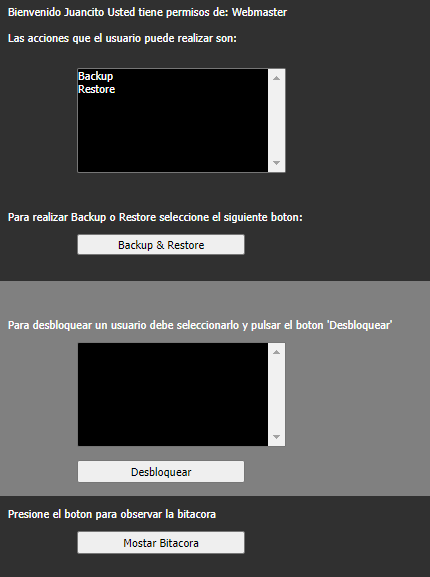 Bienvenido Juancito Usted tiene permisos de: Webmaster
Las acciones que el usuario puede realizar son:
Backup
Restore
Para realizar Backup o Restore seleccione el siguiente boton:
Backup & Restore
Para desbloquear un usuario debe seleccionarlo y pulsar el boton 'Desbloquear'
Desbloquear
Presione el boton para observar la bitacora
Mostar Bitacora